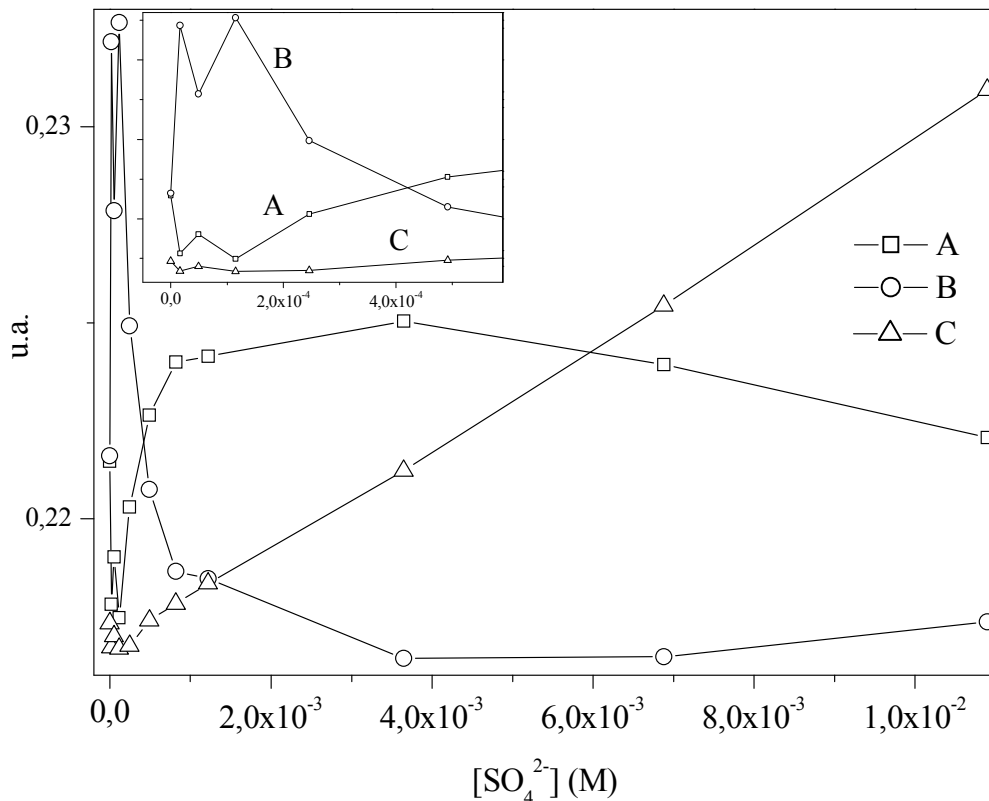 B
A
C
0,0
2,0x10⁻⁴
4,0x10⁻⁴
0,23
0,22
u.a.
A
B
C
0,0
2,0x10⁻³
4,0x10⁻³
6,0x10⁻³
8,0x10⁻³
1,0x10⁻²
[SO₄²⁻] (M)